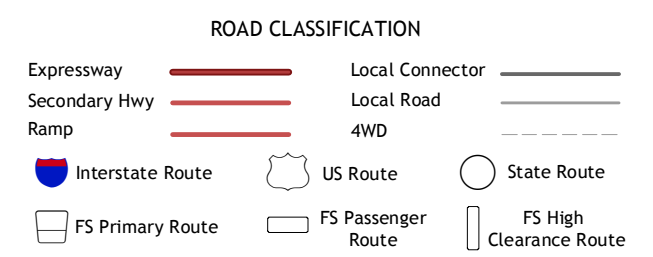 ROAD CLASSIFICATION
Expressway
Secondary Hwy
Ramp
Local Connector
Local Road
4WD
Interstate Route
US Route
State Route
FS Primary Route
FS Passenger
Route
FS High
Clearance Route